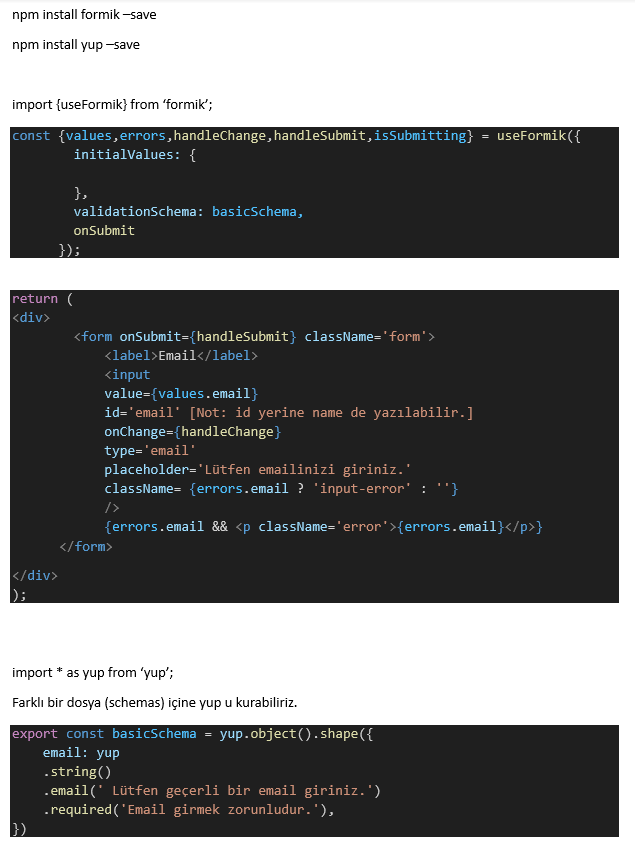 npm install formik –save
npm install yup –save
import {useFormik} from ‘formik’;
const {values,errors,handleChange,handleSubmit,isSubmitting} = useFormik({
initialValues: {
},
validationSchema: basicSchema,
onSubmit
});
return (
<div>
<form onSubmit={handleSubmit} className='form'>
<label>Email</label>
<input
value={values.email}
id='email' [Not: id yerine name de yazılabilir.]
onChange={handleChange}
type='email'
placeholder='Lütfen emailinizi giriniz.'
className= {errors.email ? 'input-error' : ''}
/>
{errors.email && <p className='error'>{errors.email}</p>}
</form>
</div>
);
import * as yup from ‘yup’;
Farklı bir dosya (schemas) içine yup u kurabiliriz.
export const basicSchema = yup.object().shape({
email: yup
.string()
.email(' Lütfen geçerli bir email giriniz.')
.required('Email girmek zorunludur.'),
})